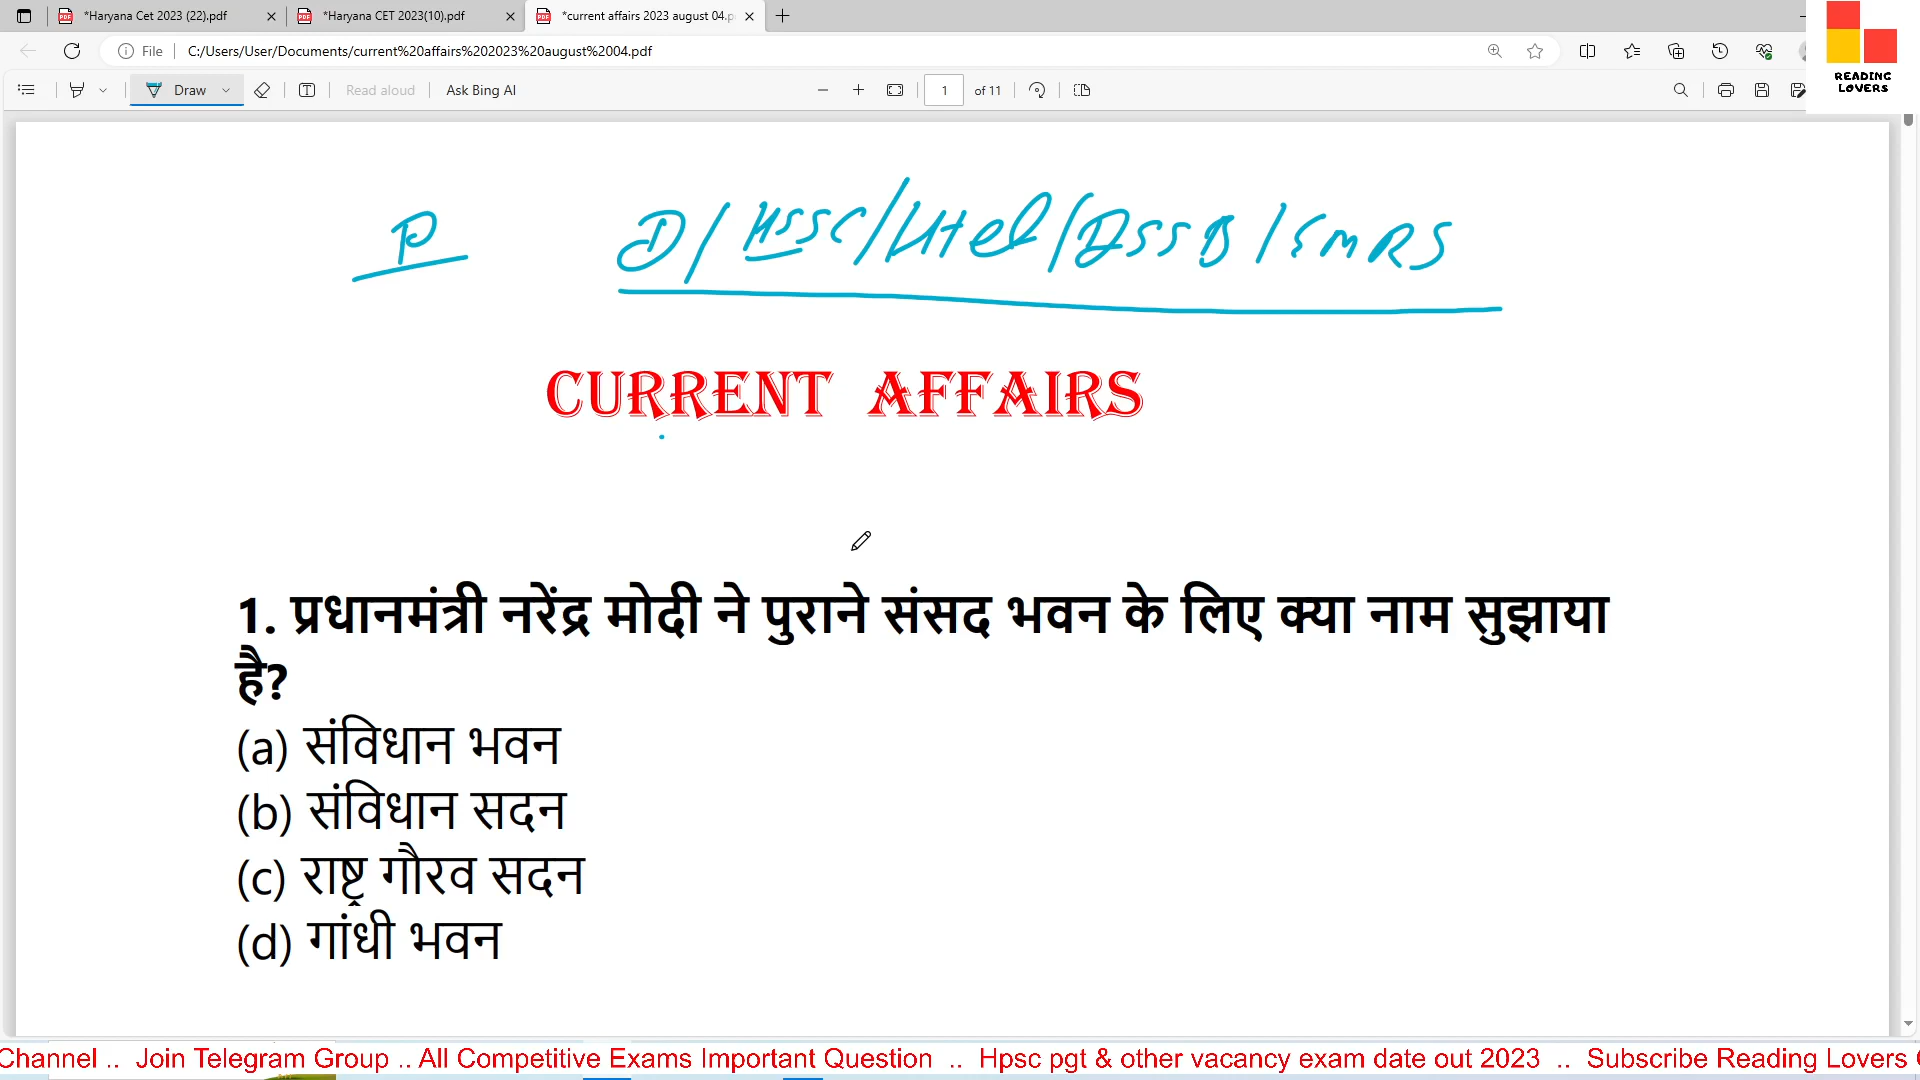 *Haryana Cet 2023 (22).pdf *Haryana CET 2023(10).pdf *current affairs 2023 august 04.p
File C:/Users/User/Documents/current%20affairs%202023%20august%2004.pdf
READING
LOVERS
Draw Read aloud Ask Bing AI 1 of 11
D/HSSC/Htet/DSSSB/EMRS
CURRENT AFFAIRS
1. प्रधानमंत्री नरेंद्र मोदी ने पुराने संसद भवन के लिए क्या नाम सुझाया
है?
(a) संविधान भवन
(b) संविधान सदन
(c) राष्ट्र गौरव सदन
(d) गांधी भवन
Channel .. Join Telegram Group .. All Competitive Exams Important Question .. Hpsc pgt & other vacancy exam date out 2023 .. Subscribe Reading Lovers